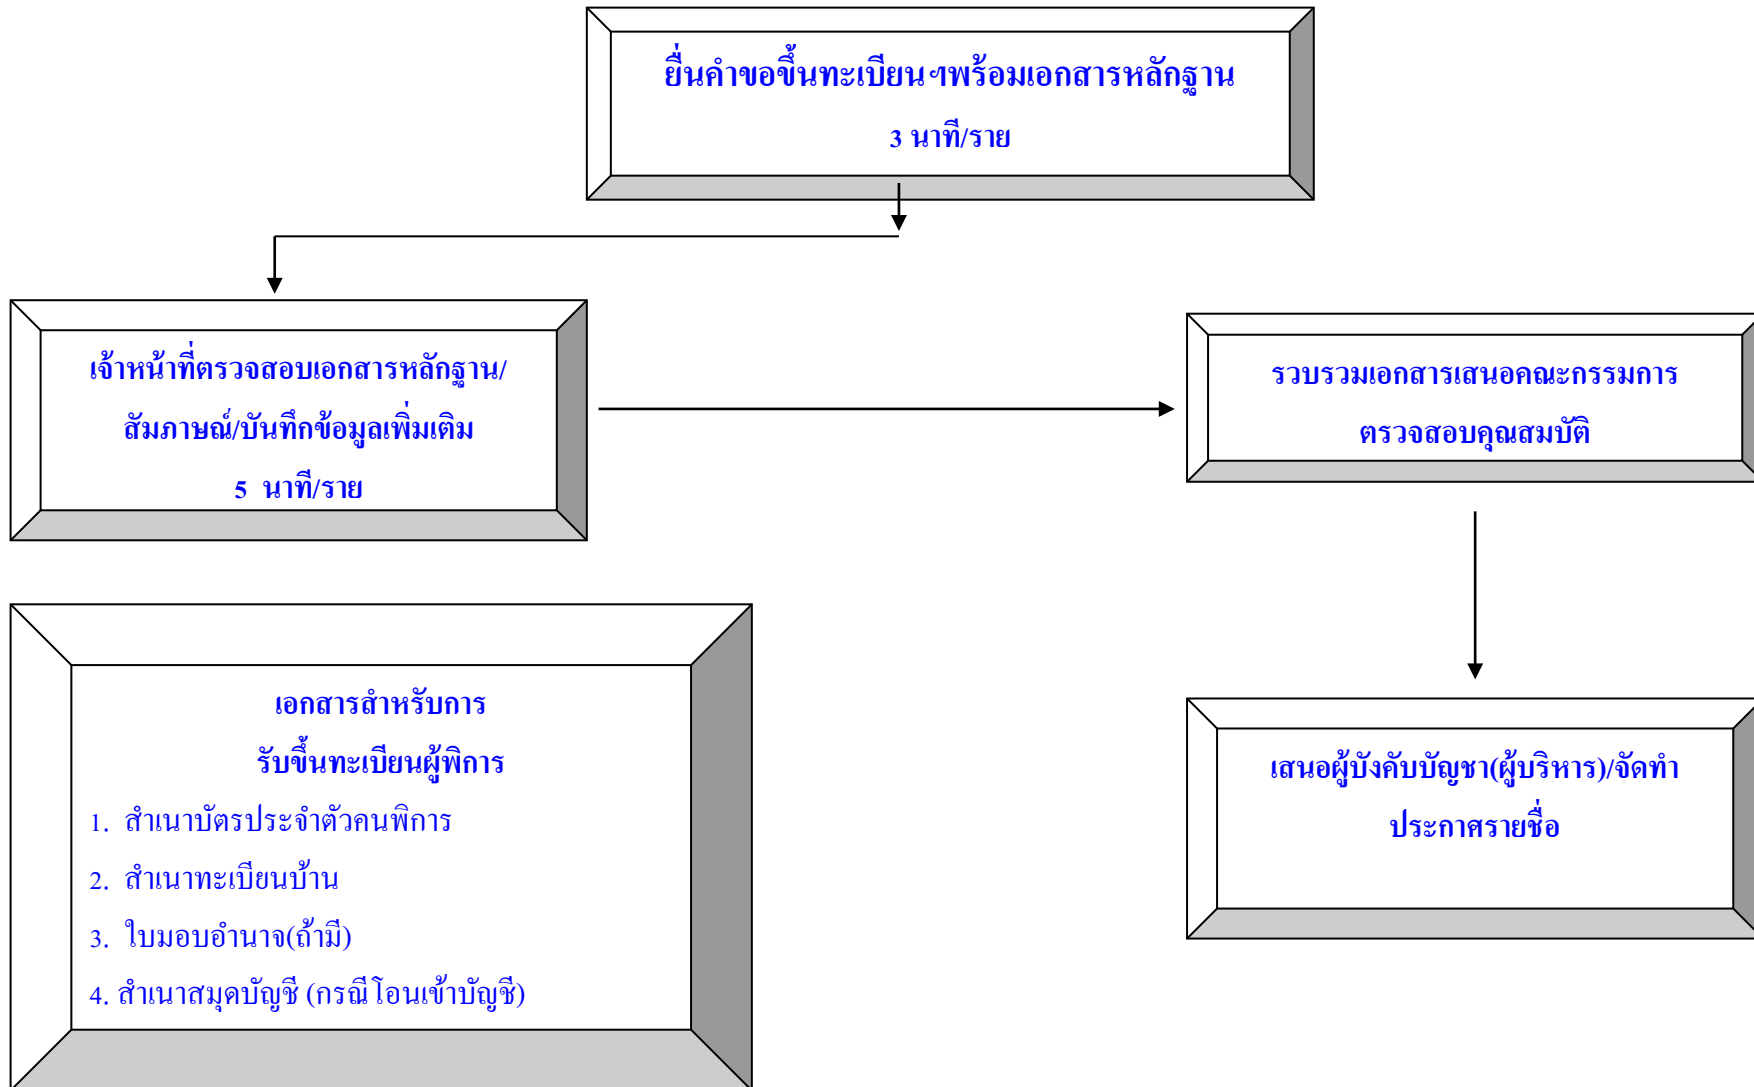 ยื่นคำขอขึ้นทะเบียนฯพร้อมเอกสารหลักฐาน
3 นาที/ราย
เจ้าหน้าที่ตรวจสอบเอกสารหลักฐาน/
สัมภาษณ์/บันทึกข้อมูลเพิ่มเติม
5 นาที/ราย
รวบรวมเอกสารเสนอคณะกรรมการ
ตรวจสอบคุณสมบัติ
เอกสารสำหรับการ
รับขึ้นทะเบียนผู้พิการ
1. สำเนาบัตรประจำตัวคนพิการ
2. สำเนาทะเบียนบ้าน
3. ใบมอบอำนาจ(ถ้ามี)
4. สำเนาสมุดบัญชี (กรณีโอนเข้าบัญชี)
เสนอผู้บังคับบัญชา(ผู้บริหาร)/จัดทำ
ประกาศรายชื่อ